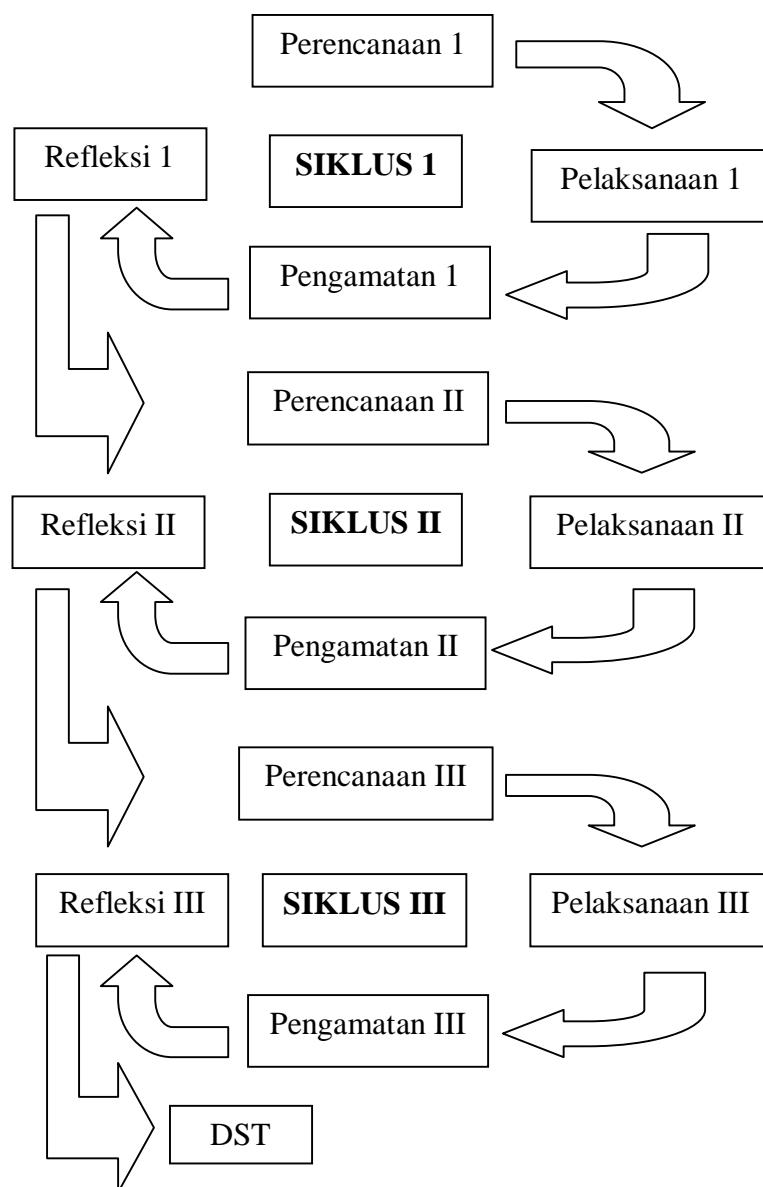 Perencanaan 1
Refleksi 1
SIKLUS 1
Pelaksanaan 1
Pengamatan 1
Perencanaan II
Refleksi II
SIKLUS II
Pelaksanaan II
Pengamatan II
Perencanaan III
Refleksi III
SIKLUS III
Pelaksanaan III
Pengamatan III
DST